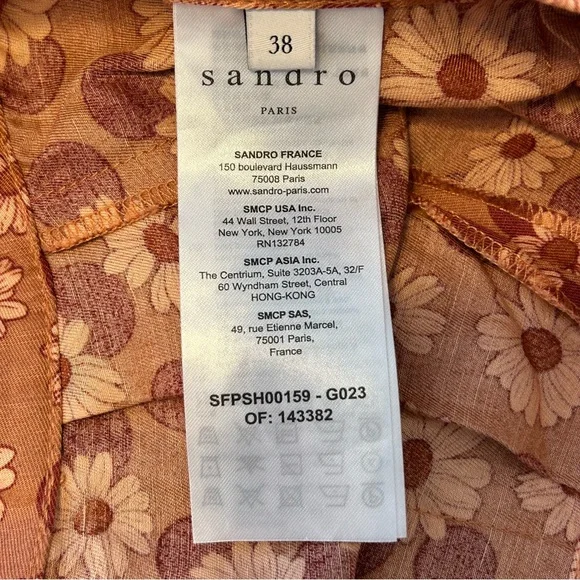 38
sandro
PARIS
SANDRO FRANCE
150 boulevard Haussmann
75008 Paris
www.sandro-paris.com
SMCP USA Inc.
44 Wall Street, 12th Floor
New York, New York 10005
RN132784
SMCP ASIA Inc.
The Centrium, Suite 3203A-5A, 32/F
60 Wyndham Street, Central
HONG-KONG
SMCP SAS,
49, rue Etienne Marcel,
75001 Paris,
France
SFPSH00159 - G023
OF: 143382